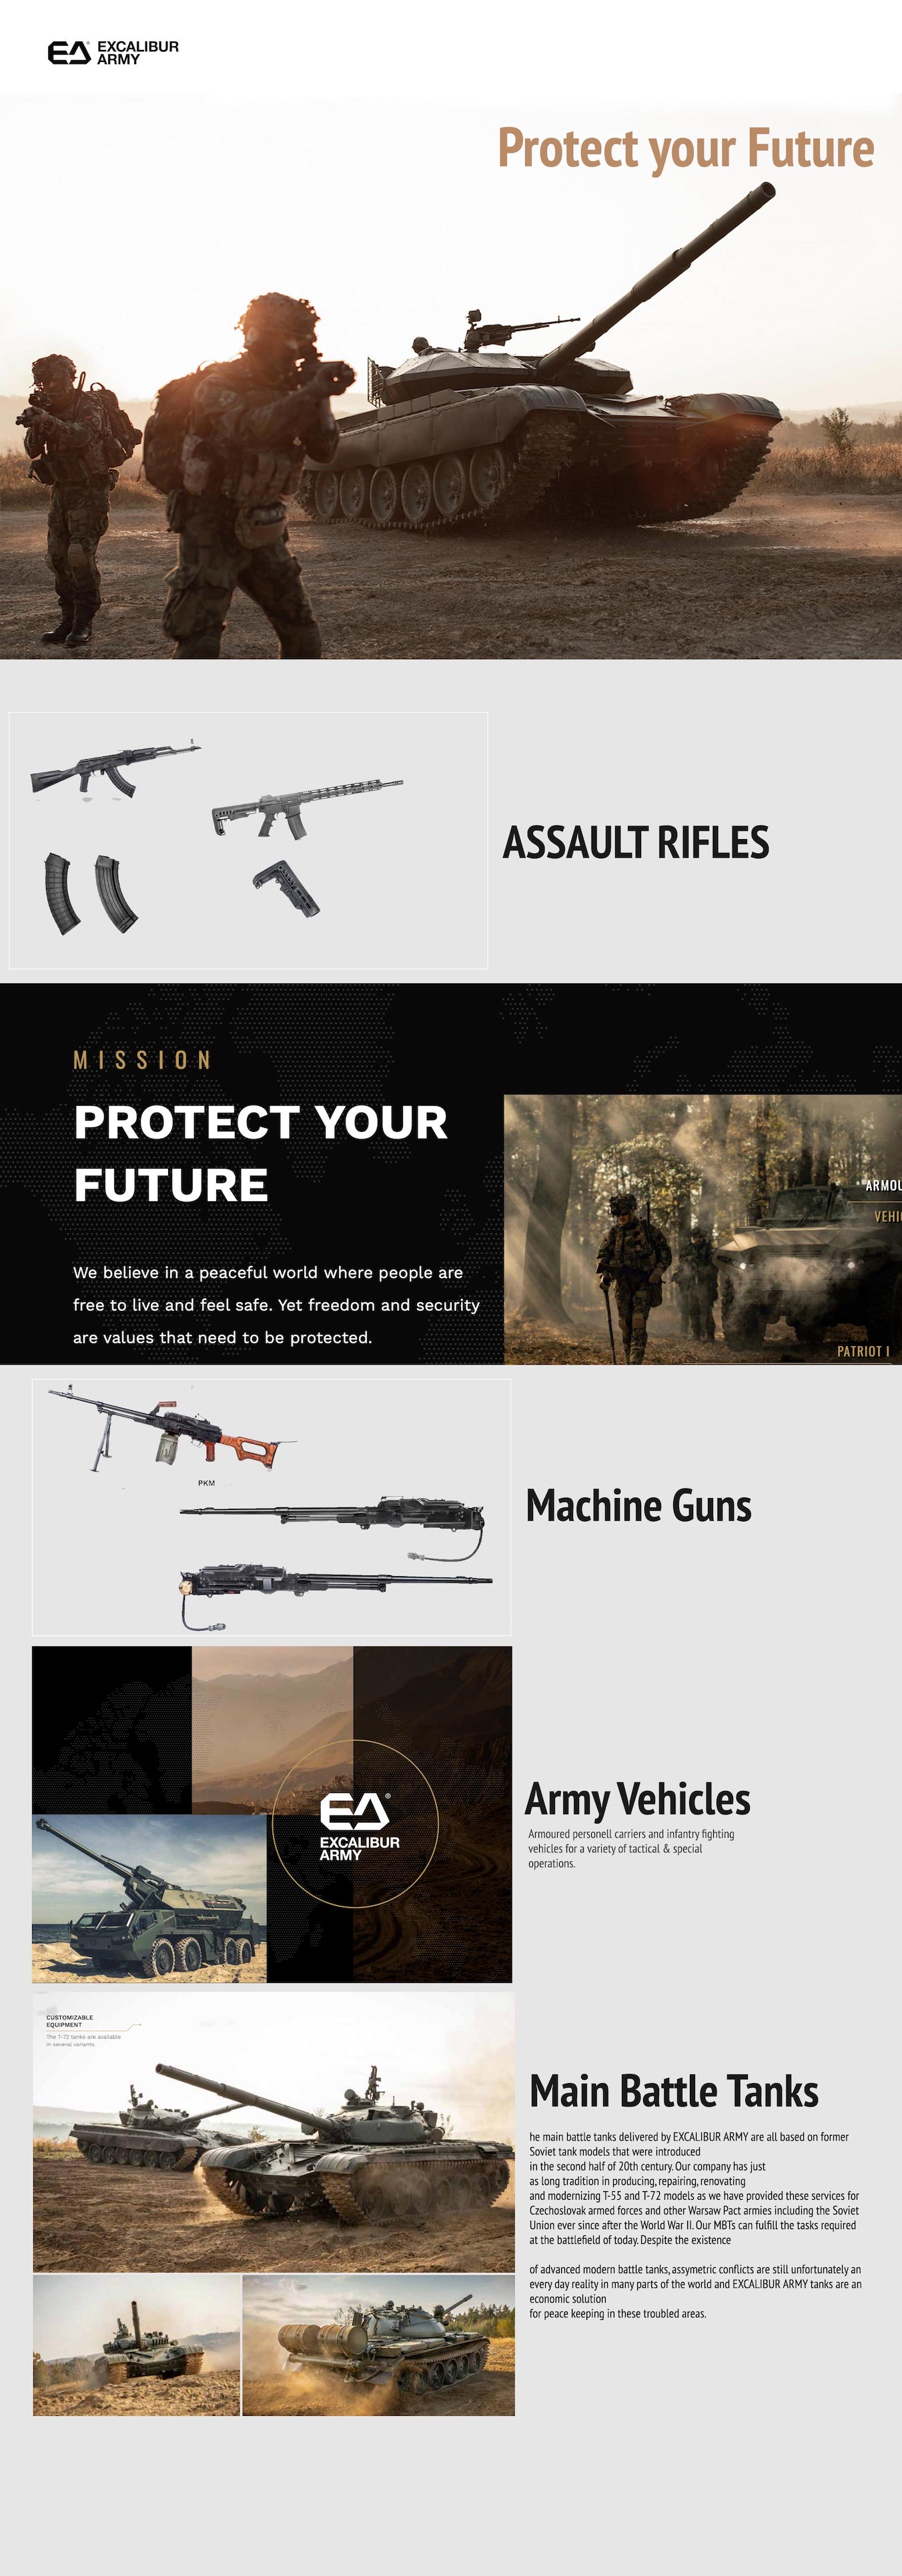 EXCALIBUR
ARMY
Protect your Future
ASSAULT RIFLES
MISSION
PROTECT YOUR
FUTURE
We believe in a peaceful world where people are
free to live and feel safe. Yet freedom and security
are values that need to be protected.
ARMOU
VEHIC
PATRIOT I
PKM
Machine Guns
EXCALIBUR
ARMY
Army Vehicles
Armoured personell carriers and infantry fighting
vehicles for a variety of tactical & special
operations.
CUSTOMIZABLE
EQUIPMENT
The T-72 tanks are available
in several variants.
Main Battle Tanks
he main battle tanks delivered by EXCALIBUR ARMY are all based on former
Soviet tank models that were introduced
in the second half of 20th century. Our company has just
as long tradition in producing, repairing, renovating
and modernizing T-55 and T-72 models as we have provided these services for
Czechoslovak armed forces and other Warsaw Pact armies including the Soviet
Union ever since after the World War II. Our MBTs can fulfill the tasks required
at the battlefield of today. Despite the existence
of advanced modern battle tanks, assymetric conflicts are still unfortunately an
every day reality in many parts of the world and EXCALIBUR ARMY tanks are an
economic solution
for peace keeping in these troubled areas.